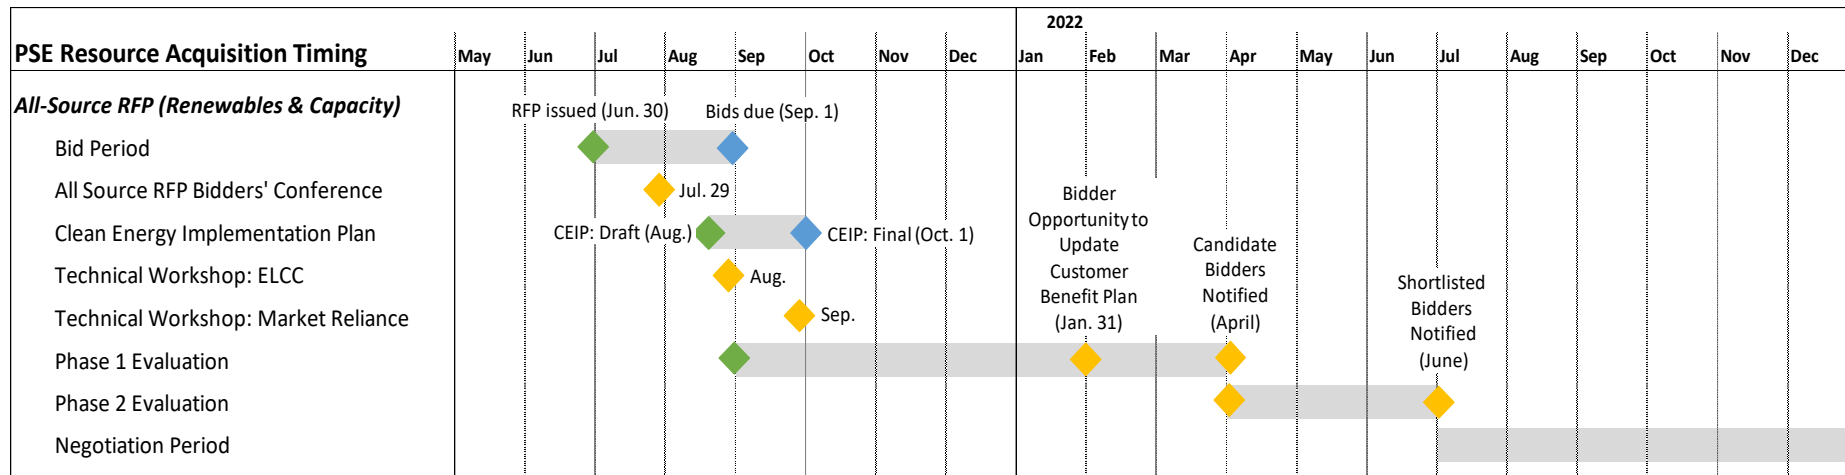 2022
PSE Resource Acquisition Timing
May Jun Jul Aug Sep Oct Nov Dec Jan Feb Mar Apr May Jun Jul Aug Sep Oct Nov Dec
All-Source RFP (Renewables & Capacity)
RFP issued (Jun. 30)
Bids due (Sep. 1)
Bid Period
All Source RFP Bidders' Conference
Jul. 29
Clean Energy Implementation Plan
CEIP: Draft (Aug.)
CEIP: Final (Oct. 1)
Technical Workshop: ELCC
Aug.
Technical Workshop: Market Reliance
Sep.
Bidder
Opportunity to
Update
Customer
Benefit Plan
(Jan. 31)
Candidate
Bidders
Notified
(April)
Shortlisted
Bidders
Notified
(June)
Phase 1 Evaluation
Phase 2 Evaluation
Negotiation Period